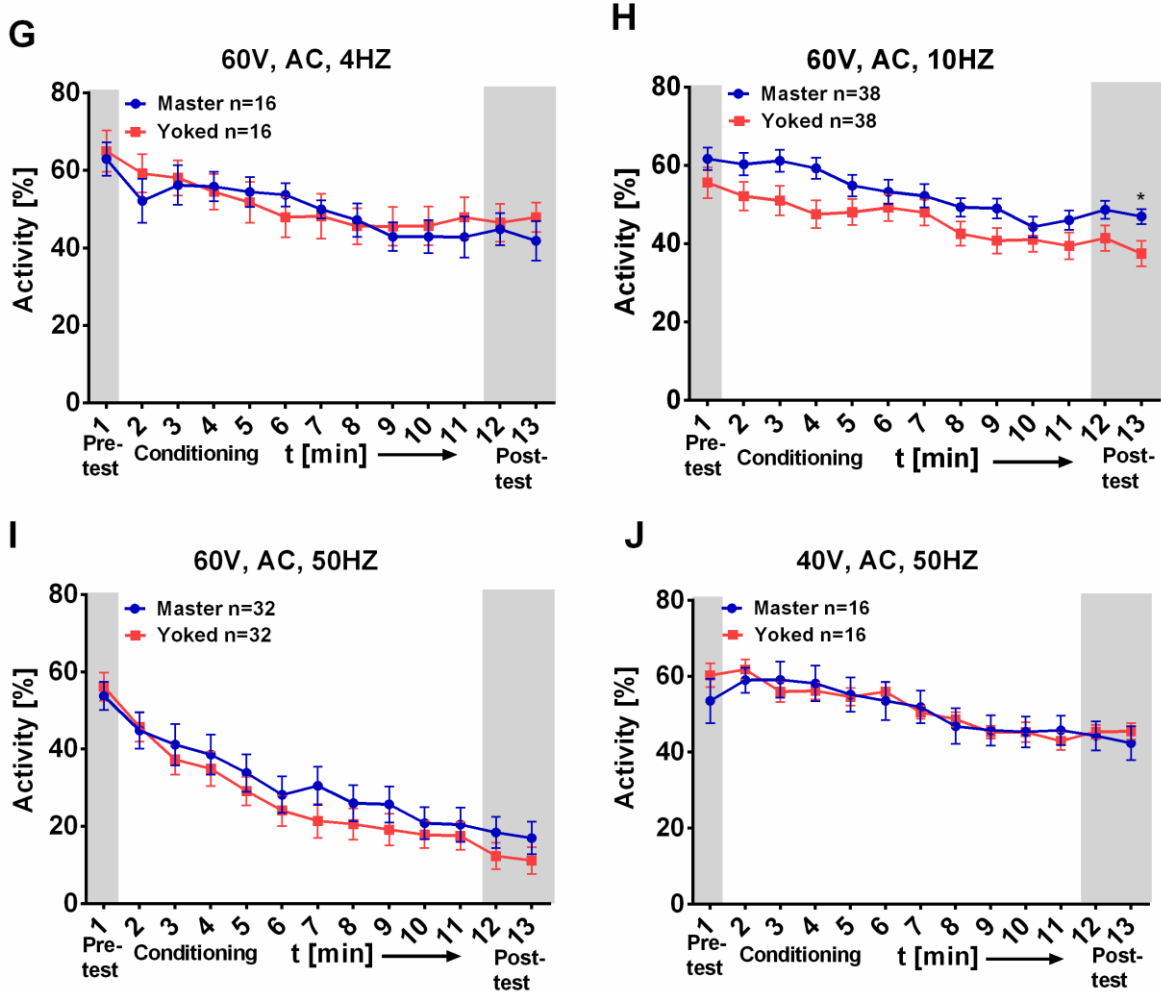 G
60V, AC, 4HZ
Master n=16
Yoked n=16
Activity [%]
80
60
40
20
0
1 2 3 4 5 6 7 8 9 10 11 12 13
Pre-test Conditioning t [min] Post-test
H
60V, AC, 10HZ
Master n=38
Yoked n=38
*
Activity [%]
80
60
40
20
0
1 2 3 4 5 6 7 8 9 10 11 12 13
Pre-test Conditioning t [min] Post-test
I
60V, AC, 50HZ
Master n=32
Yoked n=32
Activity [%]
80
60
40
20
0
1 2 3 4 5 6 7 8 9 10 11 12 13
Pre-test Conditioning t [min] Post-test
J
40V, AC, 50HZ
Master n=16
Yoked n=16
Activity [%]
80
60
40
20
0
1 2 3 4 5 6 7 8 9 10 11 12 13
Pre-test Conditioning t [min] Post-test